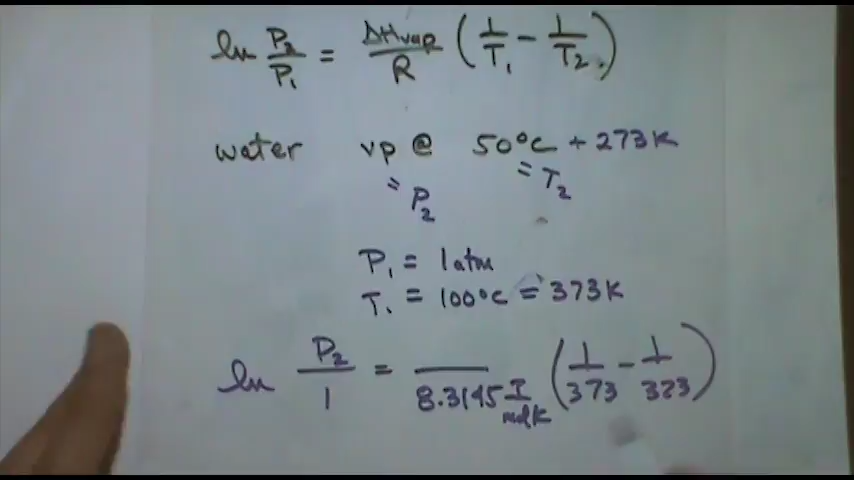 ln P₂/P₁ = ΔHvap/R (1/T₁ - 1/T₂)
water vp @ 50°C + 273K
= P₂ = T₂
P₁ = 1atm
T₁ = 100°C = 373K
ln P₂/1 = __/8.3145 J/molK (1/373 - 1/323)